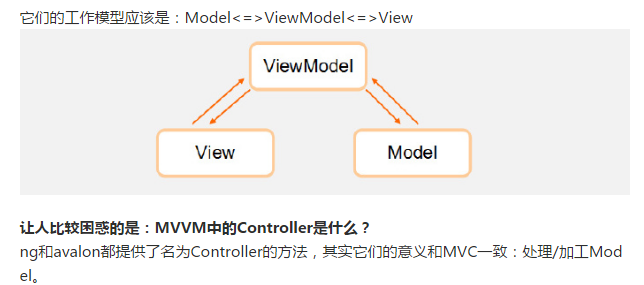 它们的工作模型应该是：Model<=>ViewModel<=>View
ViewModel
View
Model
让人比较困惑的是：MVVM中的Controller是什么？
ng和avalon都提供了名为Controller的方法，其实它们的意义和MVC一致：处理/加工Mod
el。